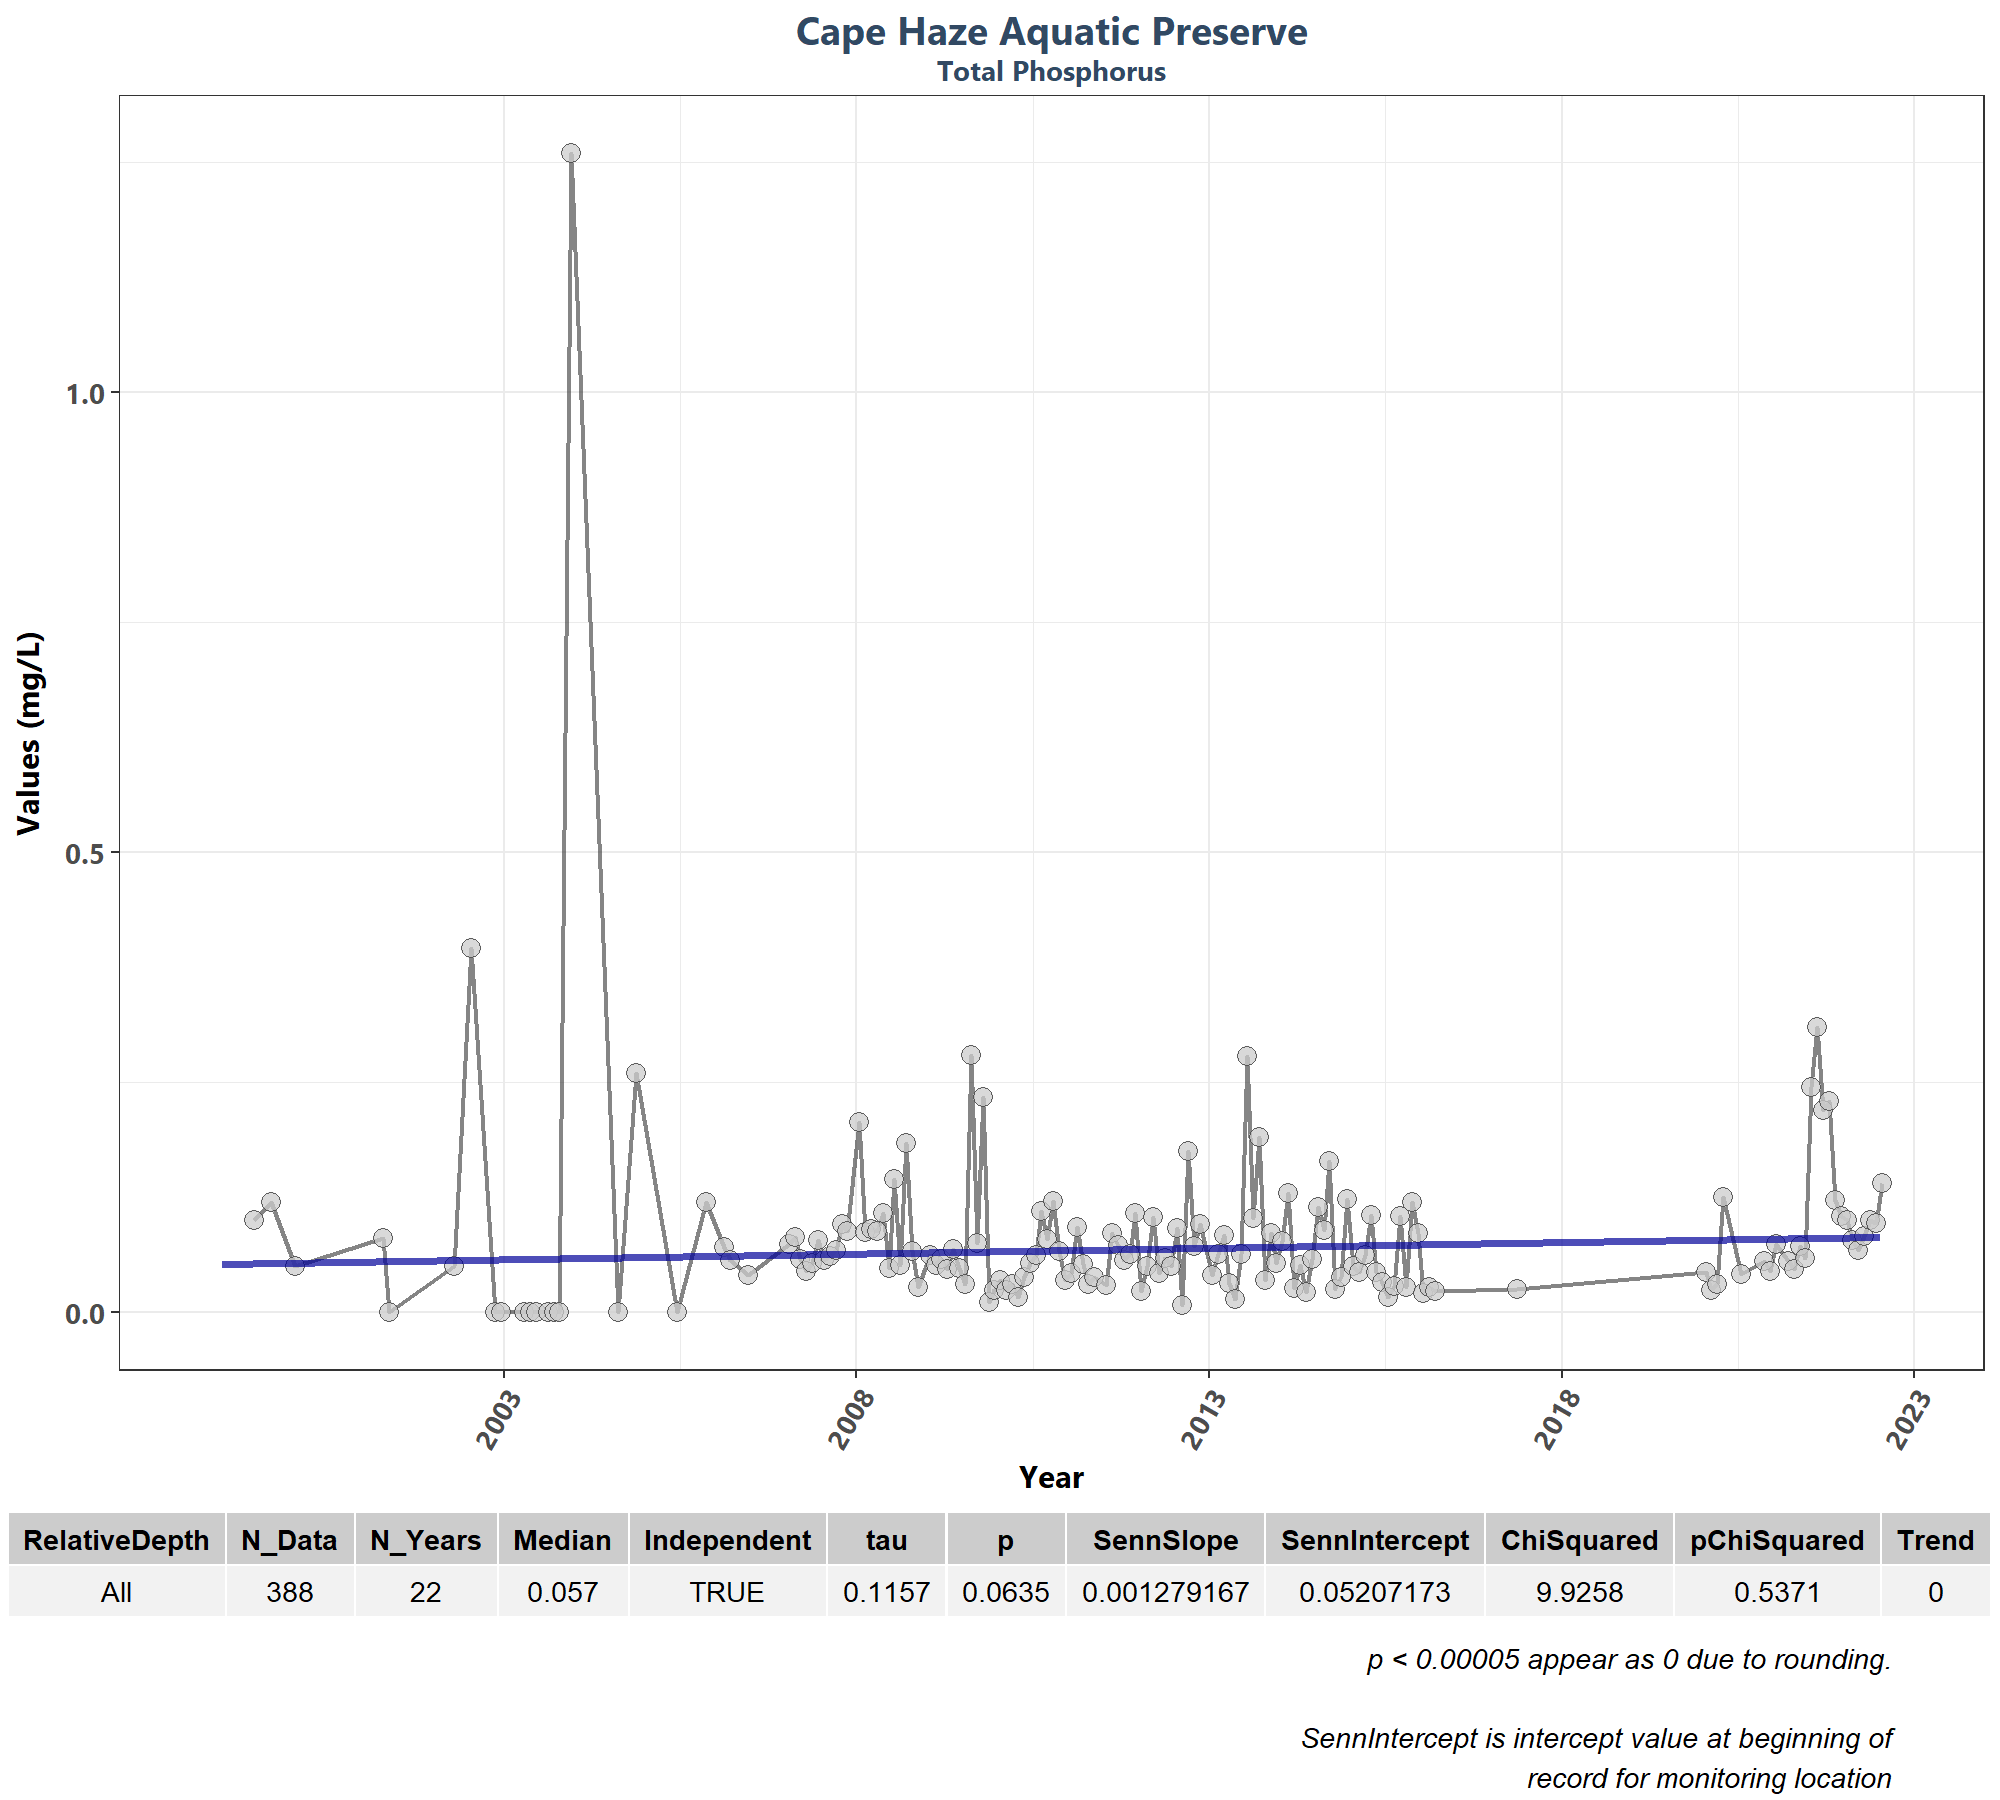 Cape Haze Aquatic Preserve
Total Phosphorus
Values (mg/L)
1.0
0.5
0.0
2003 2008 2013 2018 2023
Year
RelativeDepth N_Data N_Years Median Independent tau p SennSlope SennIntercept ChiSquared pChiSquared Trend
All 388 22 0.057 TRUE 0.1157 0.0635 0.001279167 0.05207173 9.9258 0.5371 0
p < 0.00005 appear as 0 due to rounding.
SennIntercept is intercept value at beginning of
record for monitoring location